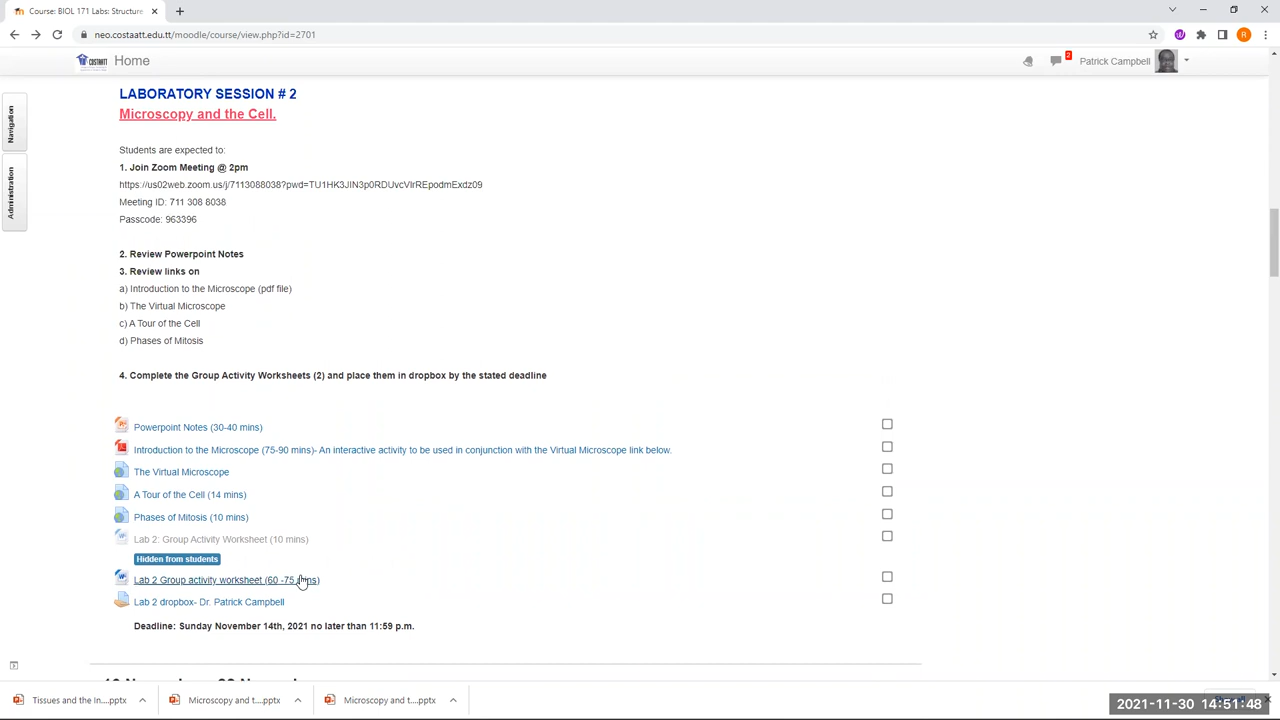 Course: BIOL 171 Labs: Structure
neo.costaatt.edu.tt/moodle/course/view.php?id=2701
R
COSTAATT
Home
2
Patrick Campbell
Navigation
Administration
LABORATORY SESSION # 2
Microscopy and the Cell.
Students are expected to:
1. Join Zoom Meeting @ 2pm
https://us02web.zoom.us/j/7113088038?pwd=TU1HK3JIN3p0RDUvcVlrREpodmExdz09
Meeting ID: 711 308 8038
Passcode: 963396
2. Review Powerpoint Notes
3. Review links on
a) Introduction to the Microscope (pdf file)
b) The Virtual Microscope
c) A Tour of the Cell
d) Phases of Mitosis
4. Complete the Group Activity Worksheets (2) and place them in dropbox by the stated deadline
Powerpoint Notes (30-40 mins)
Introduction to the Microscope (75-90 mins)- An interactive activity to be used in conjunction with the Virtual Microscope link below.
The Virtual Microscope
A Tour of the Cell (14 mins)
Phases of Mitosis (10 mins)
Lab 2: Group Activity Worksheet (10 mins)
Hidden from students
Lab 2 Group activity worksheet (60 -75 mins)
Lab 2 dropbox- Dr. Patrick Campbell
Deadline: Sunday November 14th, 2021 no later than 11:59 p.m.
Tissues and the In....pptx
Microscopy and t....pptx
Microscopy and t....pptx
2021-11-30 14:51:48